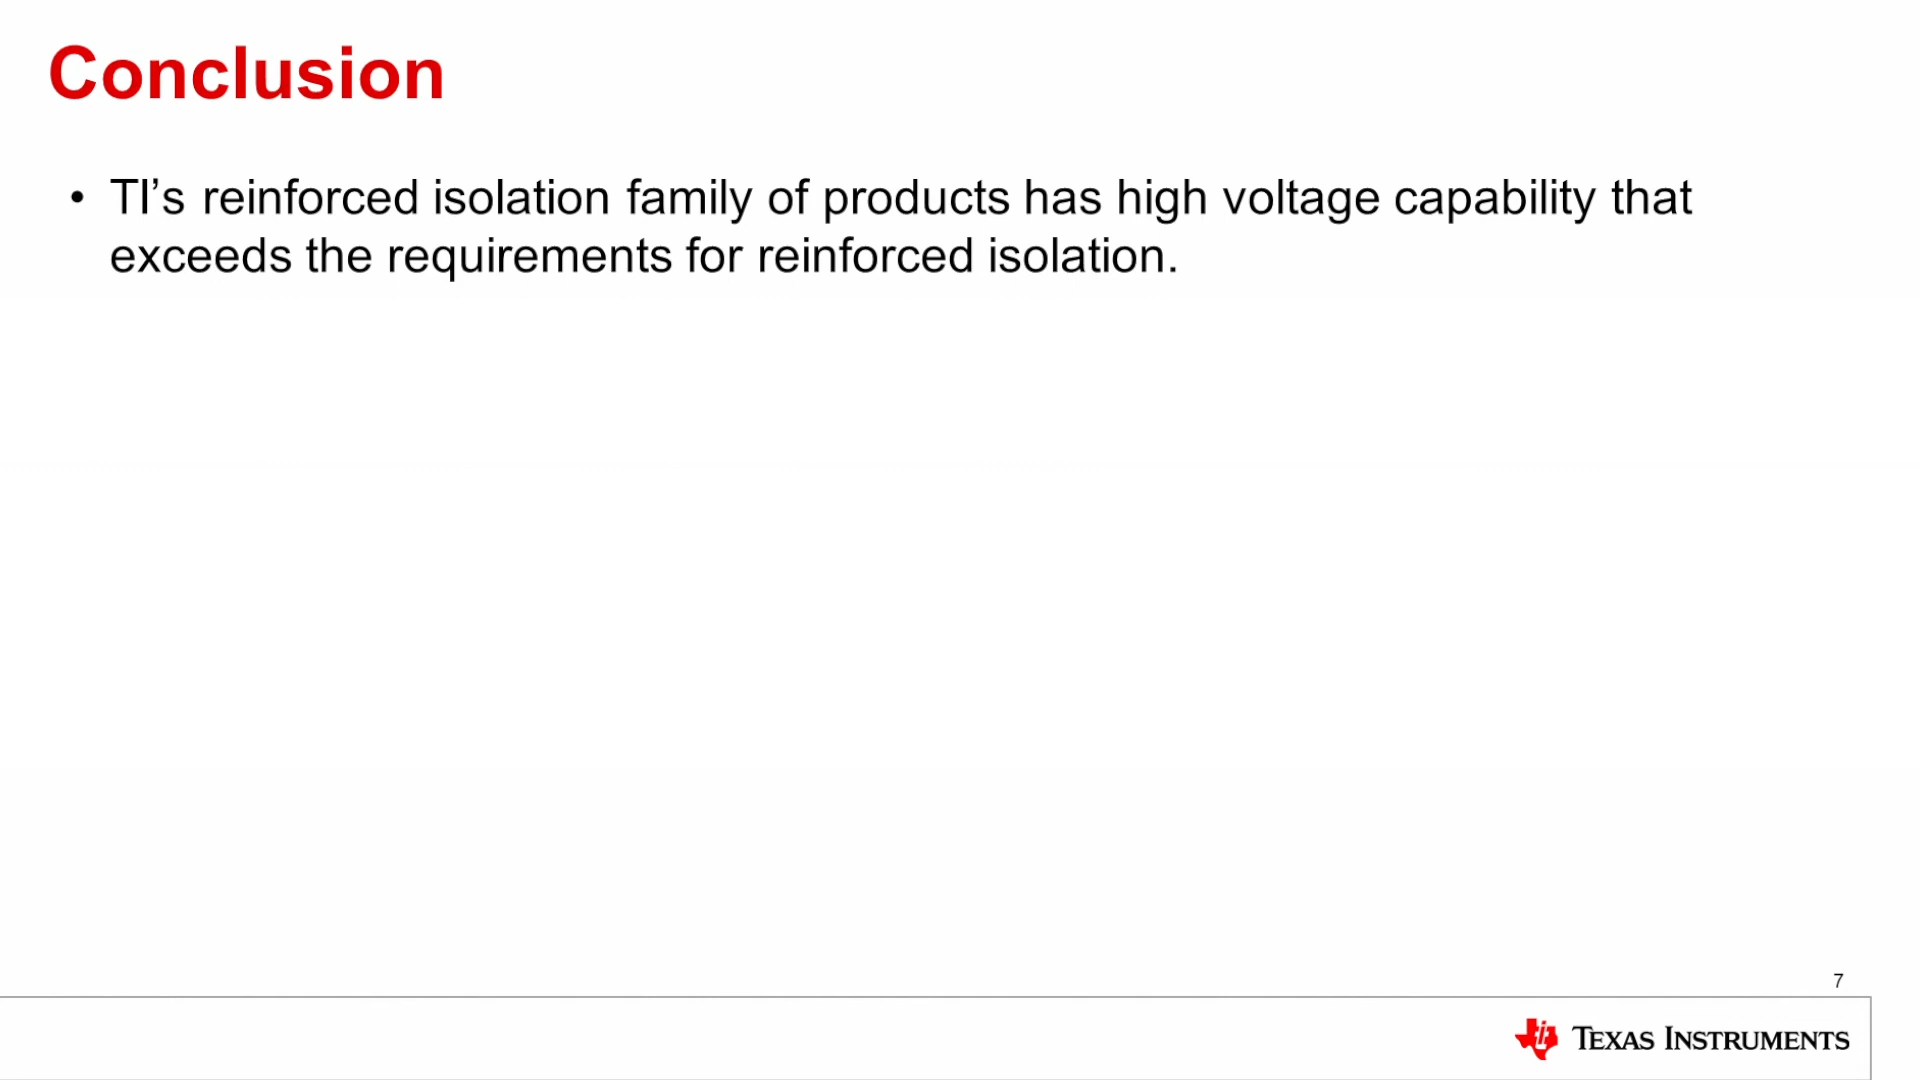 Conclusion
• TI’s reinforced isolation family of products has high voltage capability that
exceeds the requirements for reinforced isolation.
7
TEXAS INSTRUMENTS